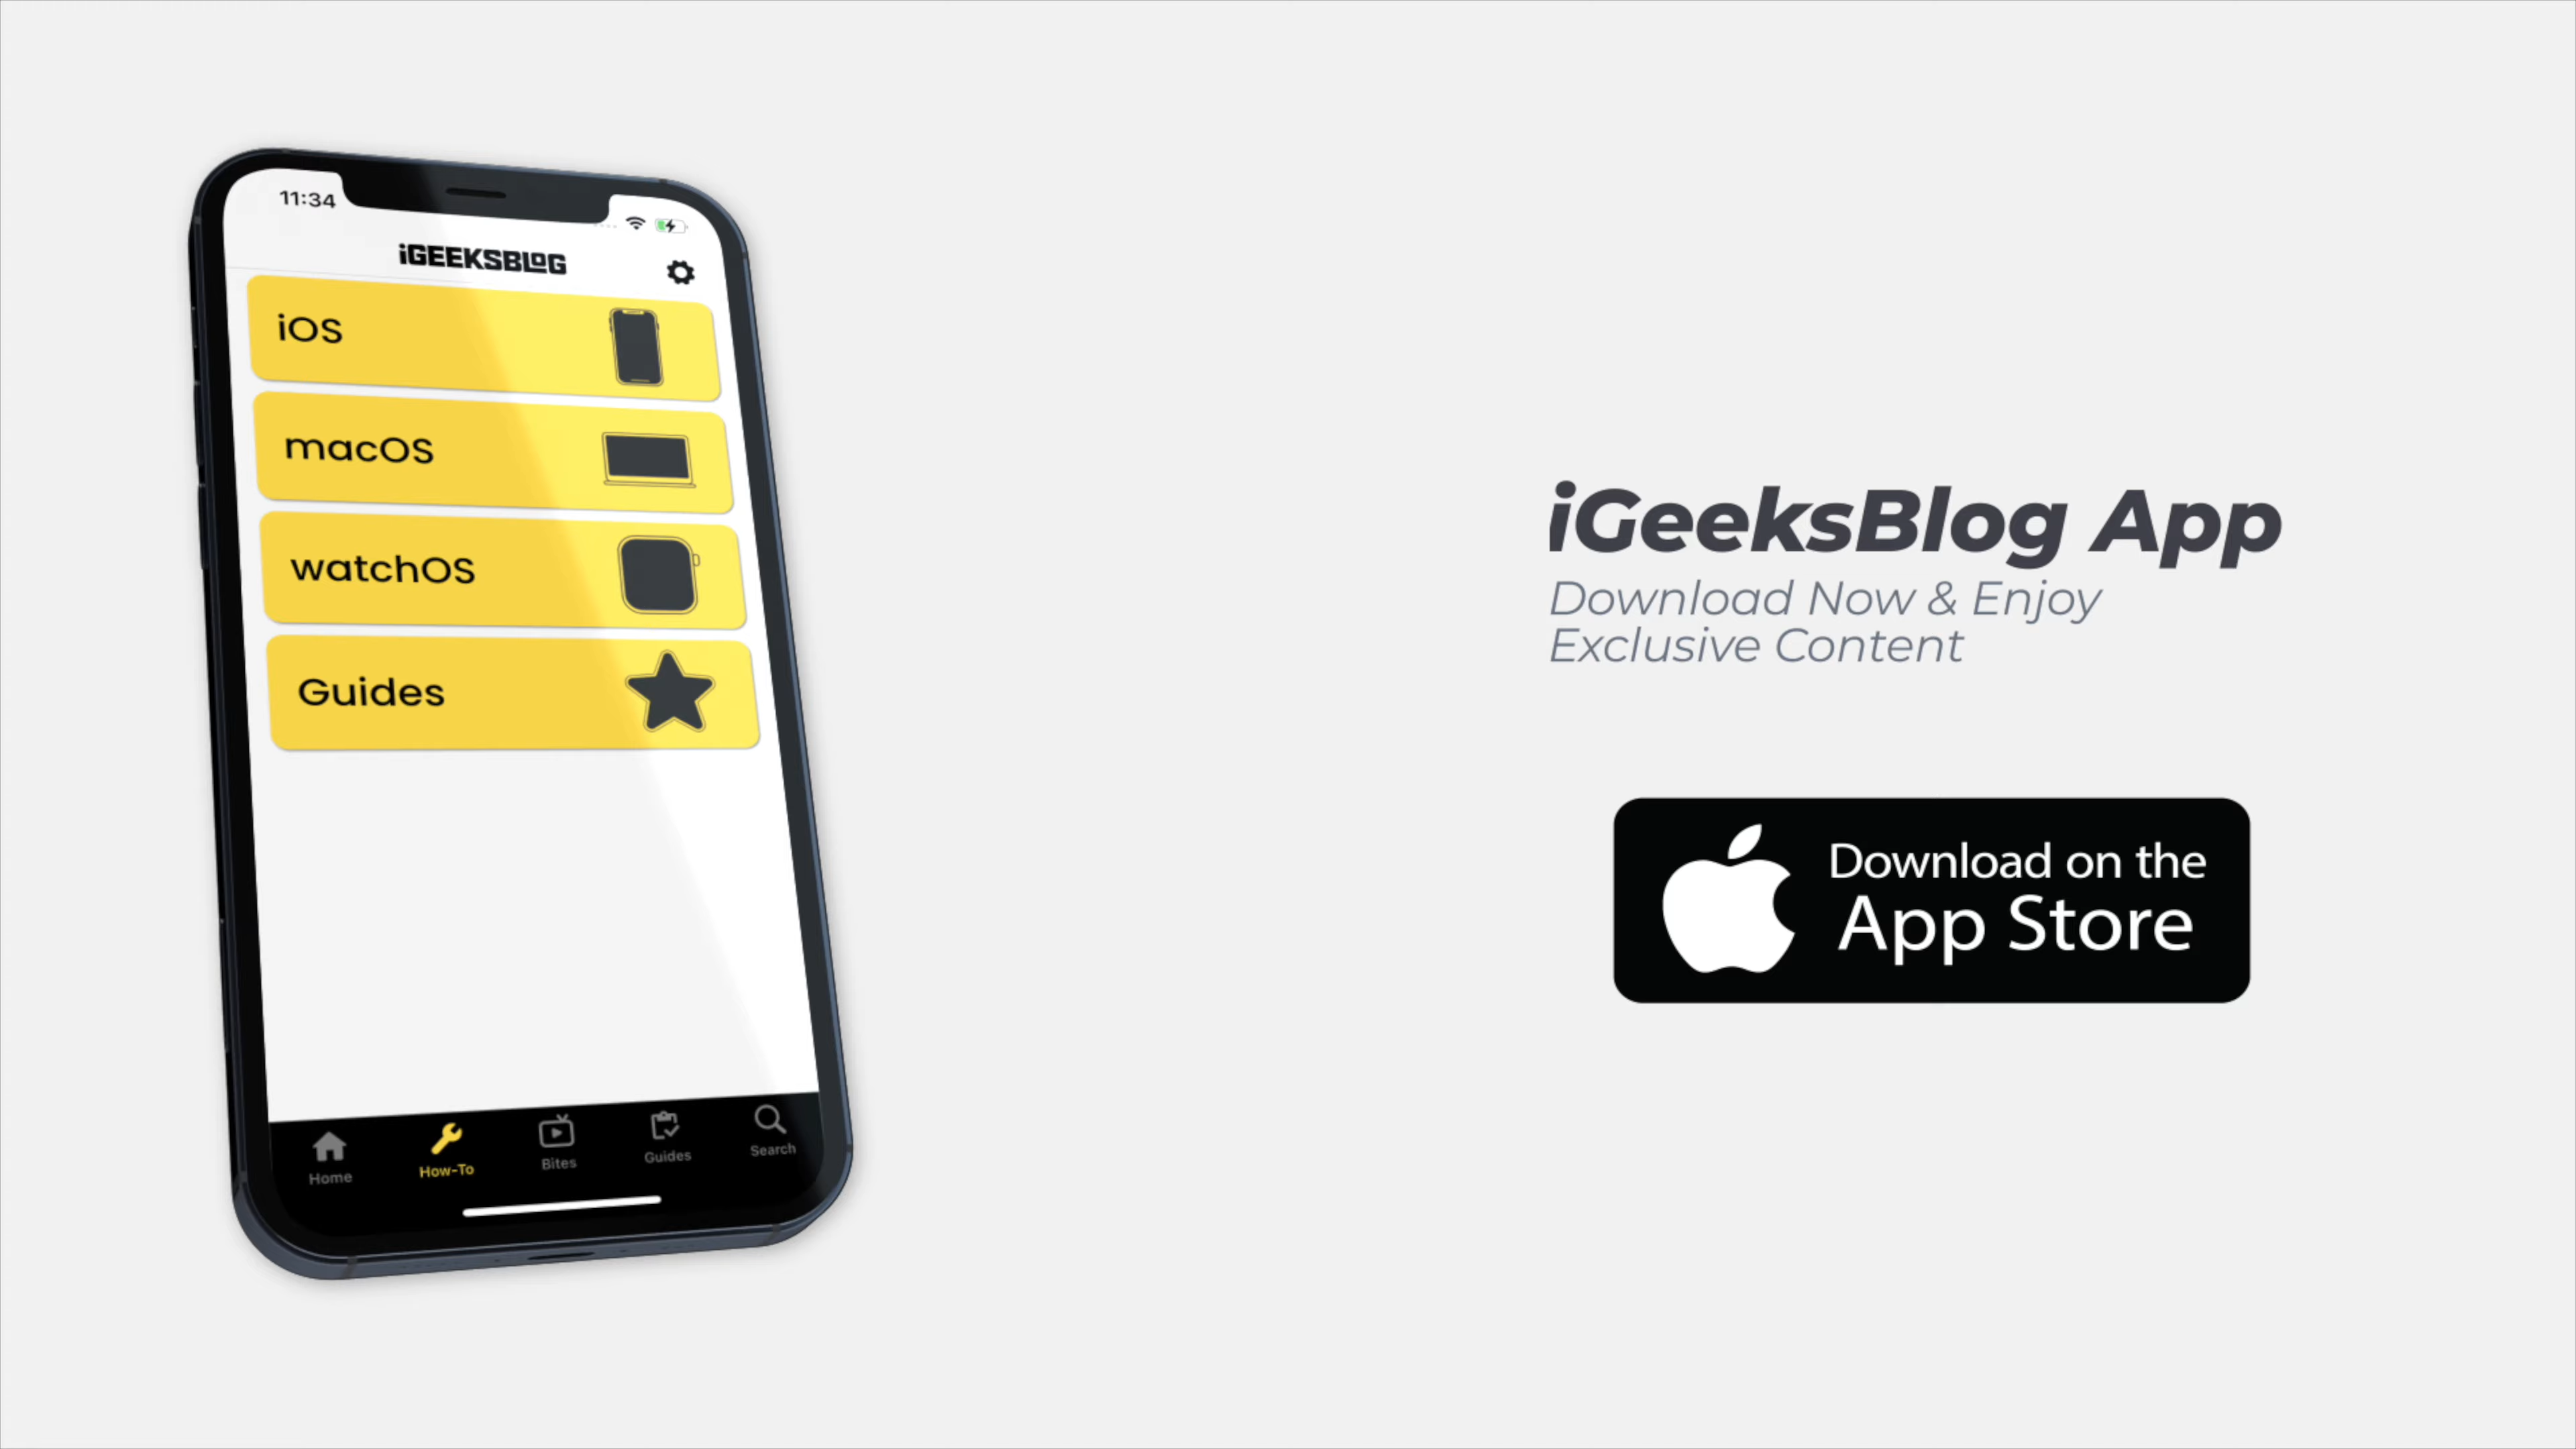 11:34
iGEEKSBLOG
iOS
macOS
watchOS
Guides
Home
How-To
Bites
Guides
Search
iGeeksBlog App
Download Now & Enjoy
Exclusive Content
Download on the
App Store